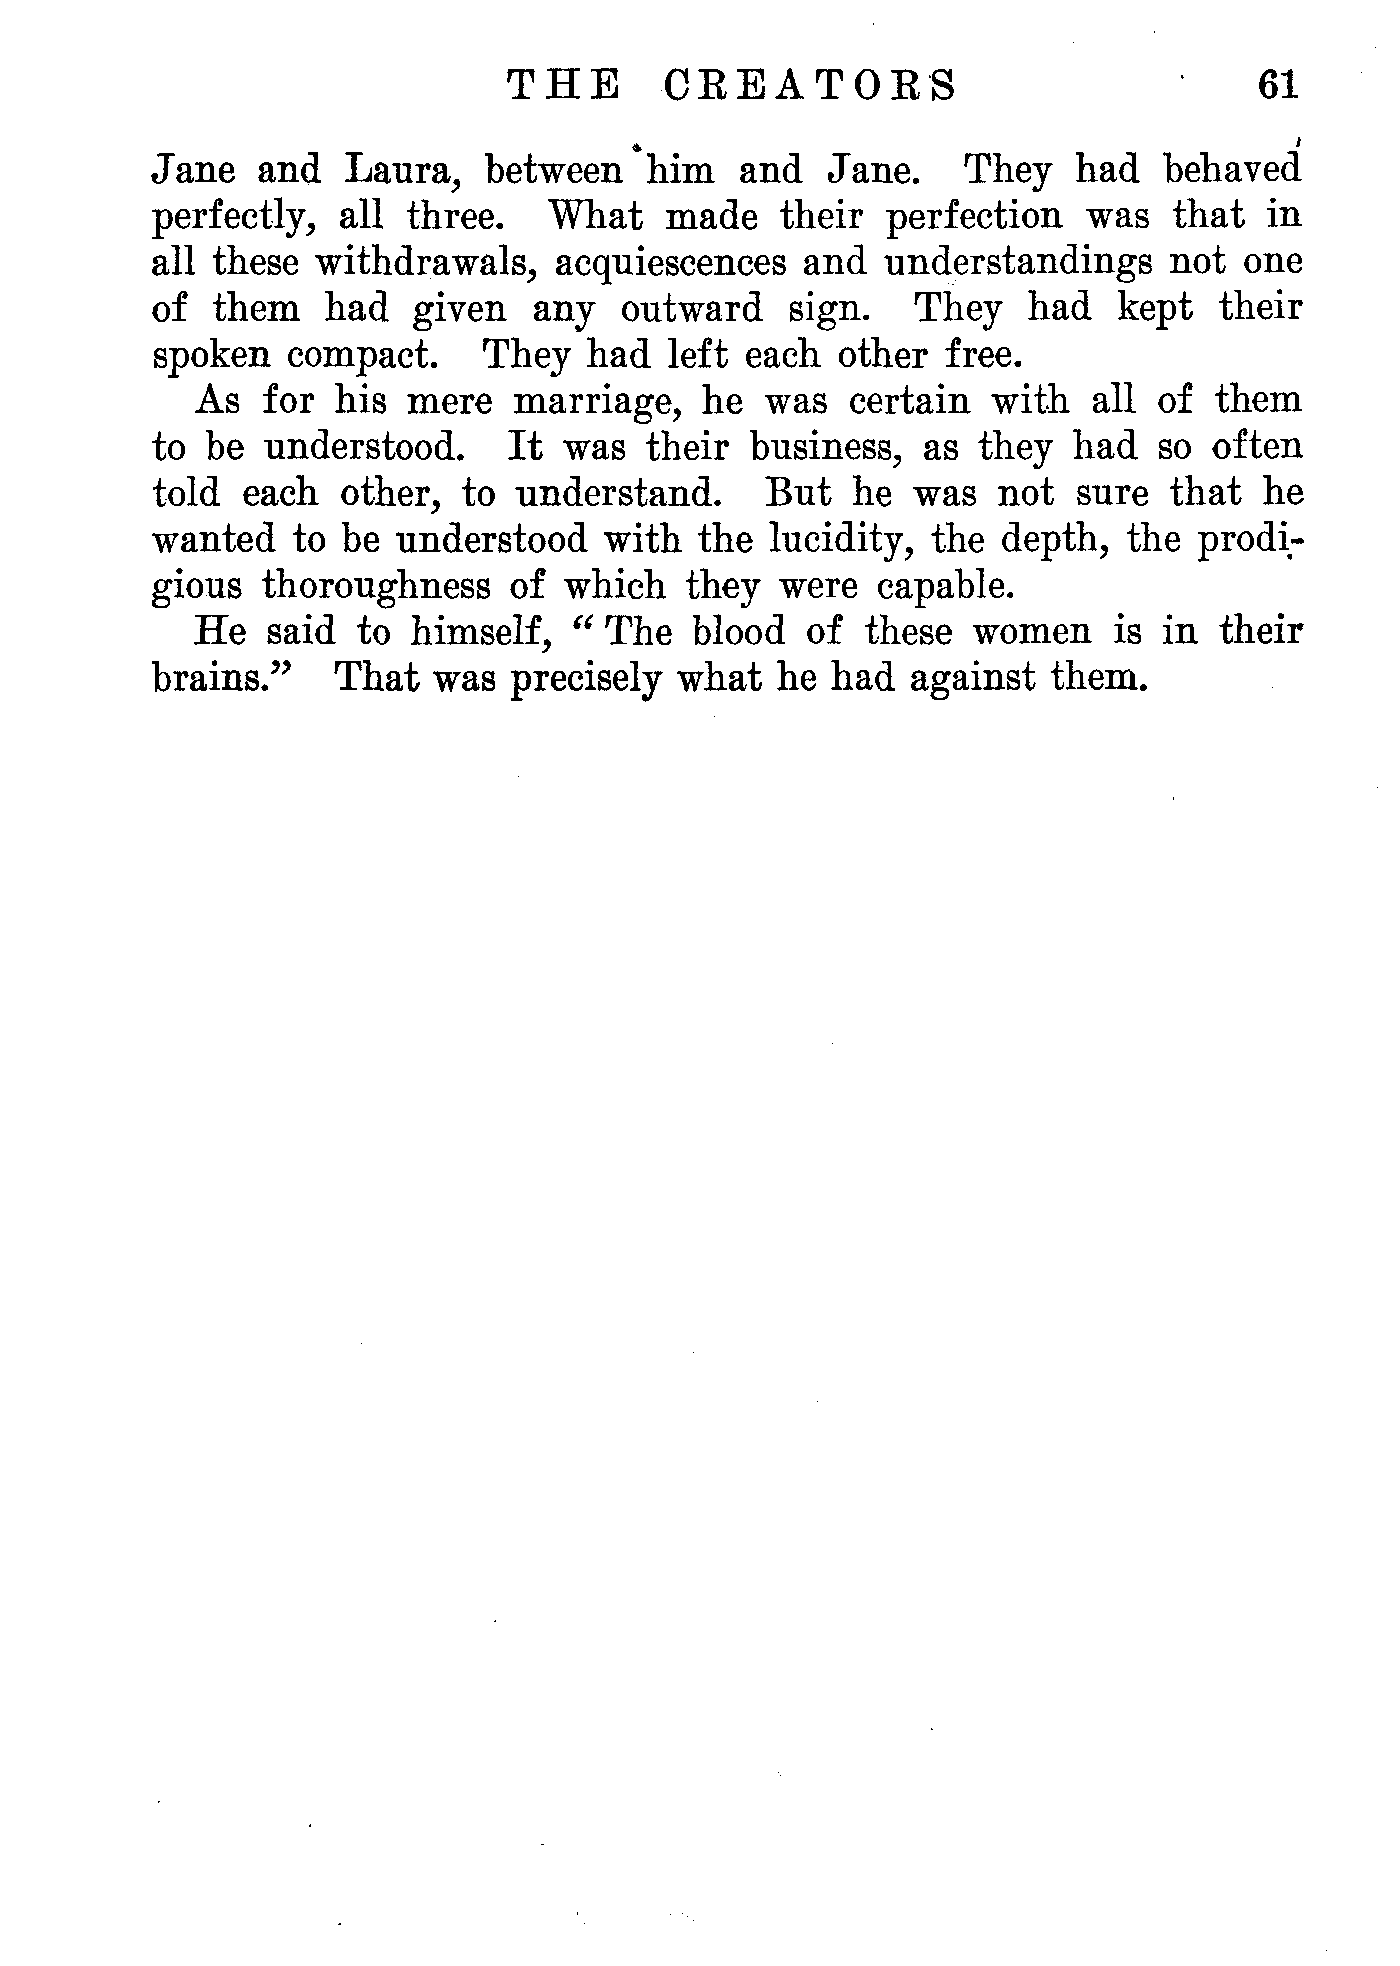 THE CREATORS 61
Jane and Laura, between him and Jane. They had behaved
perfectly, all three. What made their perfection was that in
all these withdrawals, acquiescences and understandings not one
of them had given any outward sign. They had kept their
spoken compact. They had left each other free.
As for his mere marriage, he was certain with all of them
to be understood. It was their business, as they had so often
told each other, to understand. But he was not sure that he
wanted to be understood with the lucidity, the depth, the prodi-
gious thoroughness of which they were capable.
He said to himself, “The blood of these women is in their
brains.” That was precisely what he had against them.